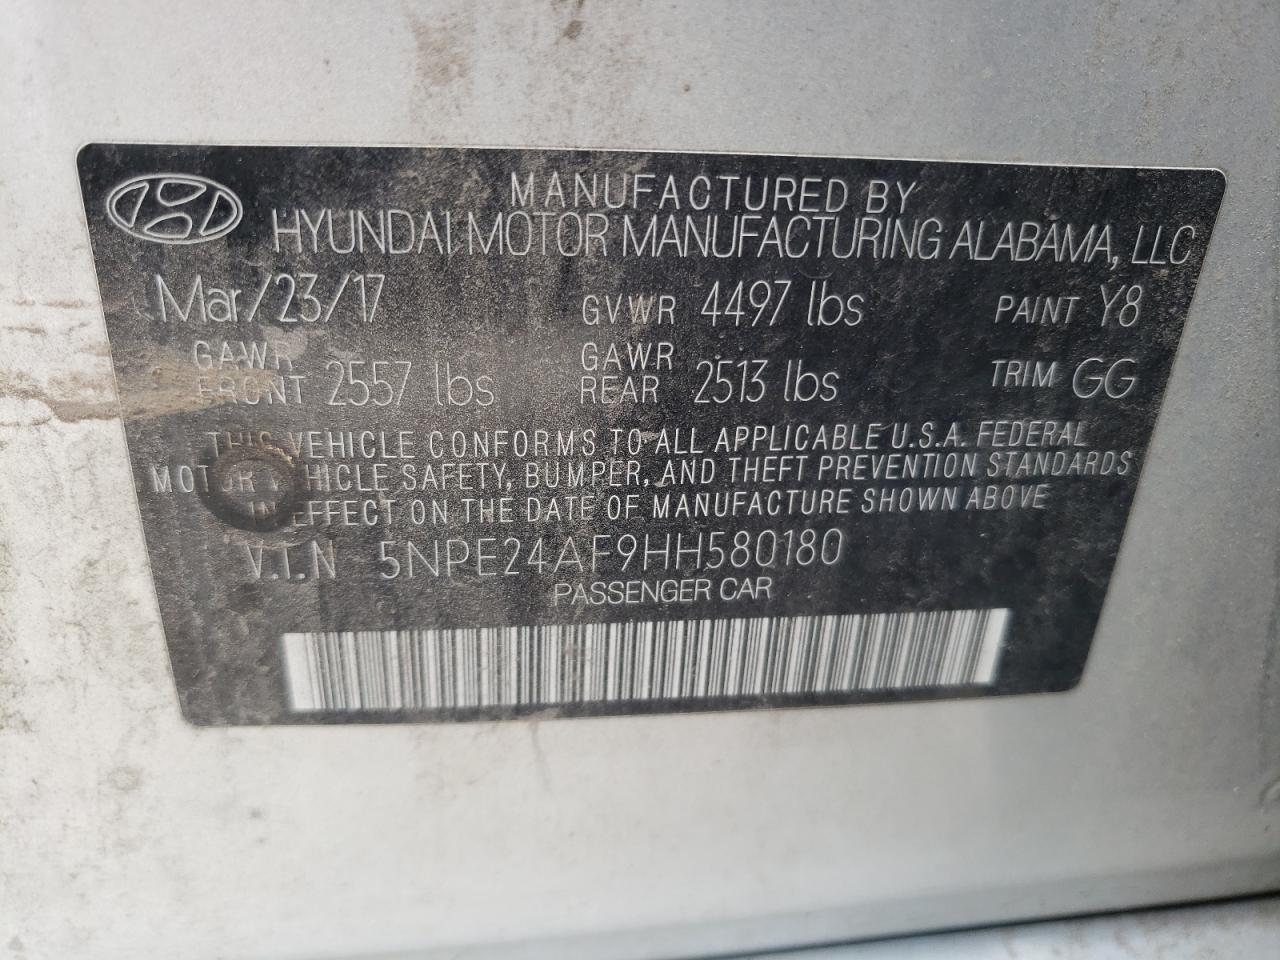 MANUFACTURED BY
HYUNDAI MOTOR MANUFACTURING ALABAMA, LLC
Mar/23/17 GVWR 4497 lbs PAINT Y8
GAWR FRONT 2557 lbs GAWR REAR 2513 lbs TRIM GG
THIS VEHICLE CONFORMS TO ALL APPLICABLE U.S.A. FEDERAL
MOTOR VEHICLE SAFETY, BUMPER, AND THEFT PREVENTION STANDARDS
IN EFFECT ON THE DATE OF MANUFACTURE SHOWN ABOVE
V.I.N 5NPE24AF9HH580180
PASSENGER CAR